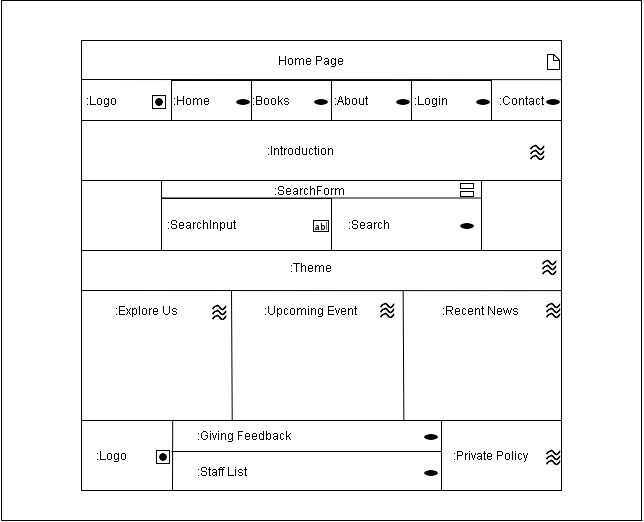 Home Page
:Logo :Home :Books :About :Login :Contact
:Introduction
:SearchForm
:SearchInput abl :Search
:Theme
:Explore Us :Upcoming Event :Recent News
:Giving Feedback
:Logo :Private Policy
:Staff List